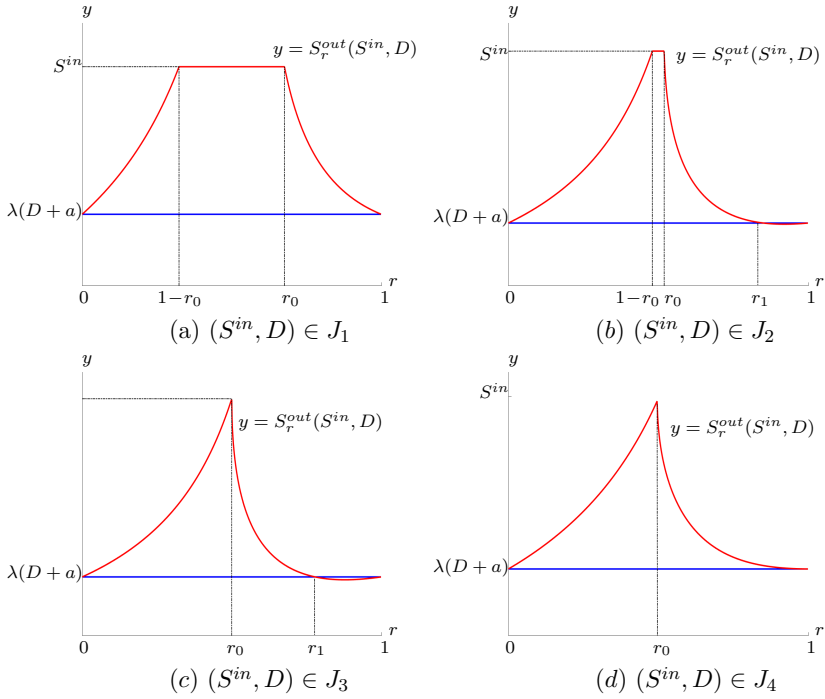 y
y = S_r^{out}(S^{in}, D)
S^{in}
λ(D + a)
r
0
1−r_0
r_0
1
(a) (S^{in}, D) ∈ J_1
y
S^{in}
y = S_r^{out}(S^{in}, D)
λ(D + a)
r
0
1−r_0
r_0
r_1
1
(b) (S^{in}, D) ∈ J_2
y
y = S_r^{out}(S^{in}, D)
λ(D + a)
r
0
r_0
r_1
1
(c) (S^{in}, D) ∈ J_3
y
S^{in}
y = S_r^{out}(S^{in}, D)
λ(D + a)
r
0
r_0
1
(d) (S^{in}, D) ∈ J_4